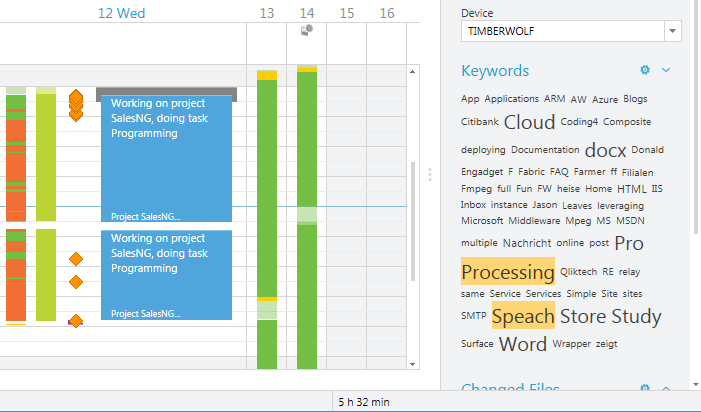 12 Wed 13 14 15 16
Working on project
SalesNG, doing task
Programming
Project SalesNG...
Working on project
SalesNG, doing task
Programming
Project SalesNG...
Device
TIMBERWOLF
Keywords
App Applications ARM AW Azure Blogs
Citibank Cloud Coding4 Composite
deploying Documentation docx Donald
Engadget F Fabric FAQ Farmer ff Filialen
Ffmpeg full Fun FW heise Home HTML IIS
Inbox instance Jason Leaves leveraging
Microsoft Middleware Mpeg MS MSDN
multiple Nachricht online post Pro
Processing Qliktech RE relay
same Service Services Simple Site sites
SMTP Speach Store Study
Surface Word Wrapper zeigt
Changed Files
5 h 32 min